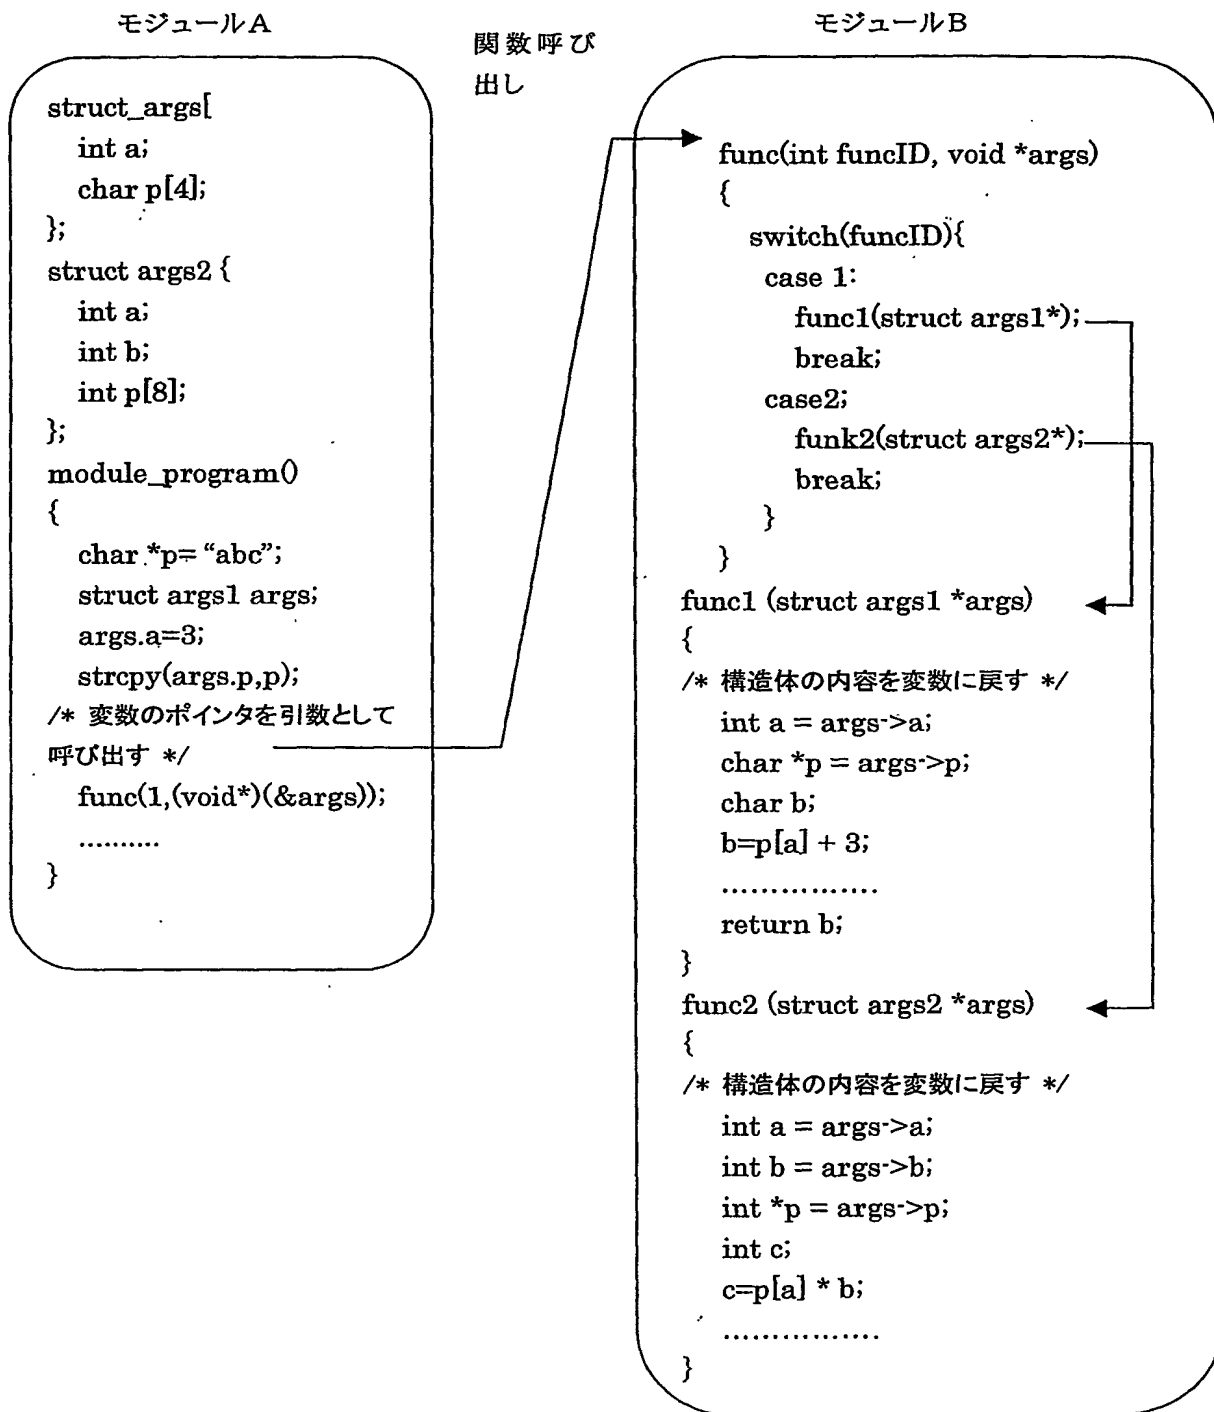 モジュールA
struct_args[
int a;
char p[4];
};
struct args2 {
int a;
int b;
int p[8];
};
module_program()
{
char *p= “abc”;
struct args1 args;
args.a=3;
strcpy(args.p,p);
/* 変数のポインタを引数として
呼び出す */
func(1,(void*)(&args));
..........
}
関数呼び
出し
モジュールB
func(int funcID, void *args)
{
switch(funcID){
case 1:
func1(struct args1*);
break;
case2;
funk2(struct args2*);
break;
}
}
func1 (struct args1 *args)
{
/* 構造体の内容を変数に戻す */
int a = args->a;
char *p = args->p;
char b;
b=p[a] + 3;
................
return b;
}
func2 (struct args2 *args)
{
/* 構造体の内容を変数に戻す */
int a = args->a;
int b = args->b;
int *p = args->p;
int c;
c=p[a] * b;
................
}